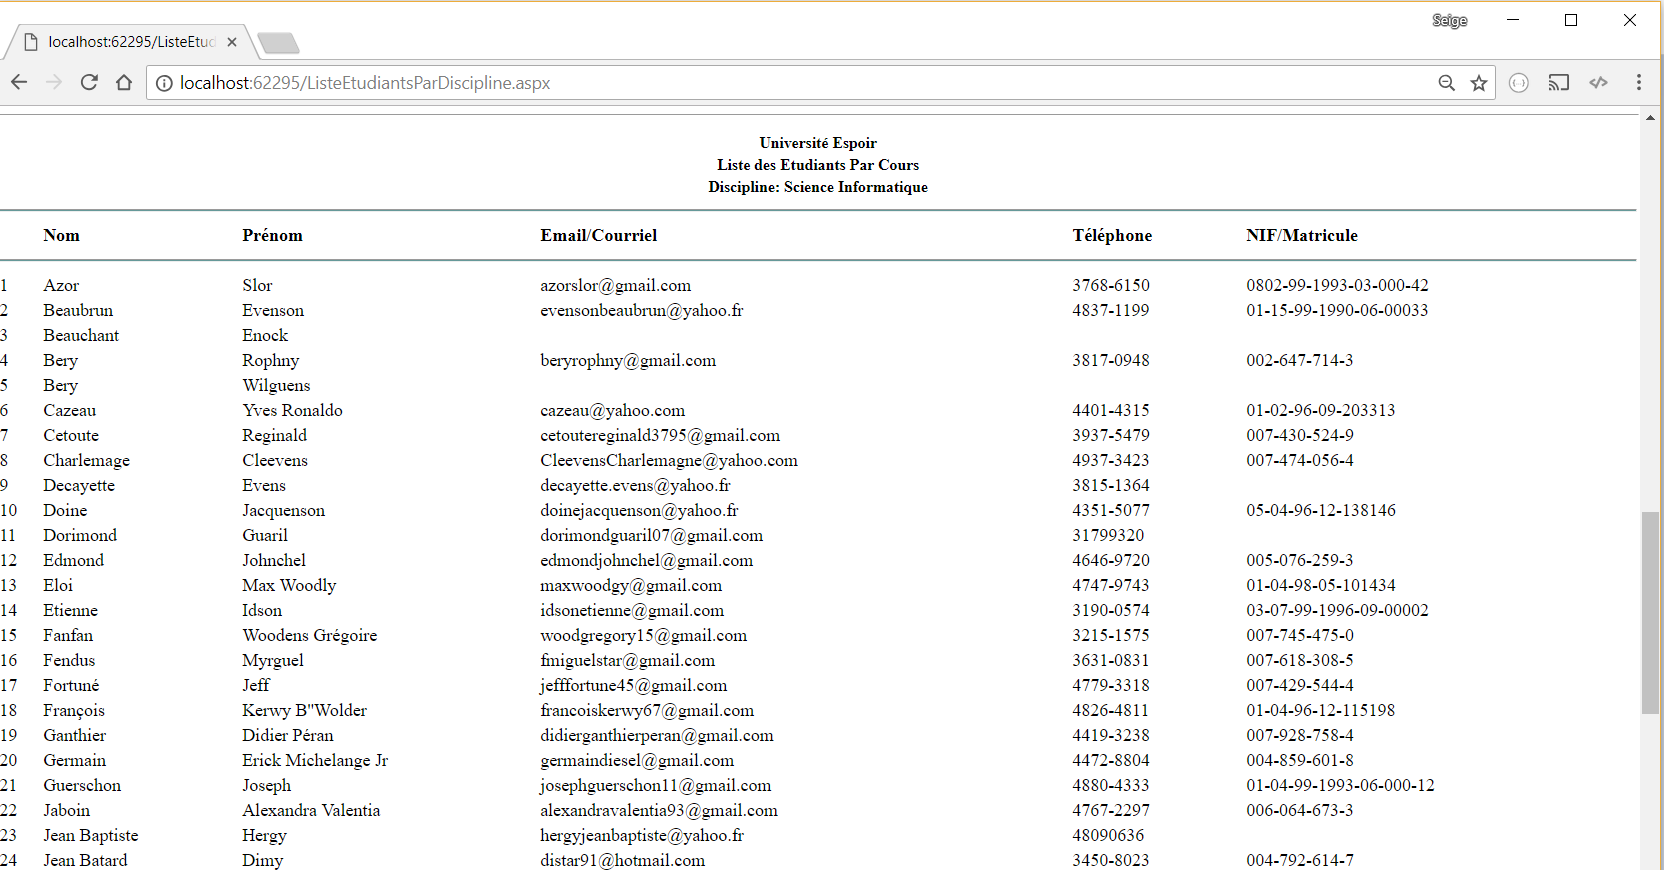 Seige
localhost:62295/ListeEtud
localhost:62295/ListeEtudiantsParDiscipline.aspx
Université Espoir
Liste des Etudiants Par Cours
Discipline: Science Informatique
Nom Prénom Email/Courriel Téléphone NIF/Matricule
1 Azor Slor azorslor@gmail.com 3768-6150 0802-99-1993-03-000-42
2 Beaubrun Evenson evensonbeaubrun@yahoo.fr 4837-1199 01-15-99-1990-06-00033
3 Beauchant Enock
4 Bery Rophny beryrophny@gmail.com 3817-0948 002-647-714-3
5 Bery Wilguens
6 Cazeau Yves Ronaldo cazeau@yahoo.com 4401-4315 01-02-96-09-203313
7 Cetoute Reginald cetoutereginald3795@gmail.com 3937-5479 007-430-524-9
8 Charlemage Cleevens CleevensCharlemagne@yahoo.com 4937-3423 007-474-056-4
9 Decayette Evens decayette.evens@yahoo.fr 3815-1364
10 Doine Jacquenson doinejacquenson@yahoo.fr 4351-5077 05-04-96-12-138146
11 Dorimond Guaril dorimondguaril07@gmail.com 31799320
12 Edmond Johnchel edmondjohnchel@gmail.com 4646-9720 005-076-259-3
13 Eloi Max Woodly maxwoodgy@gmail.com 4747-9743 01-04-98-05-101434
14 Etienne Idson idsonetienne@gmail.com 3190-0574 03-07-99-1996-09-00002
15 Fanfan Woodens Grégoire woodgregory15@gmail.com 3215-1575 007-745-475-0
16 Fendus Myrguel fmiguelstar@gmail.com 3631-0831 007-618-308-5
17 Fortuné Jeff jefffortune45@gmail.com 4779-3318 007-429-544-4
18 François Kerwy B"Wolder francoiskerwy67@gmail.com 4826-4811 01-04-96-12-115198
19 Ganthier Didier Péran didierganthierperan@gmail.com 4419-3238 007-928-758-4
20 Germain Erick Michelange Jr germaindiesel@gmail.com 4472-8804 004-859-601-8
21 Guerschon Joseph josephguerschon11@gmail.com 4880-4333 01-04-99-1993-06-000-12
22 Jaboin Alexandra Valentia alexandravalentia93@gmail.com 4767-2297 006-064-673-3
23 Jean Baptiste Hergy hergyjeanbaptiste@yahoo.fr 48090636
24 Jean Batard Dimy distar91@hotmail.com 3450-8023 004-792-614-7